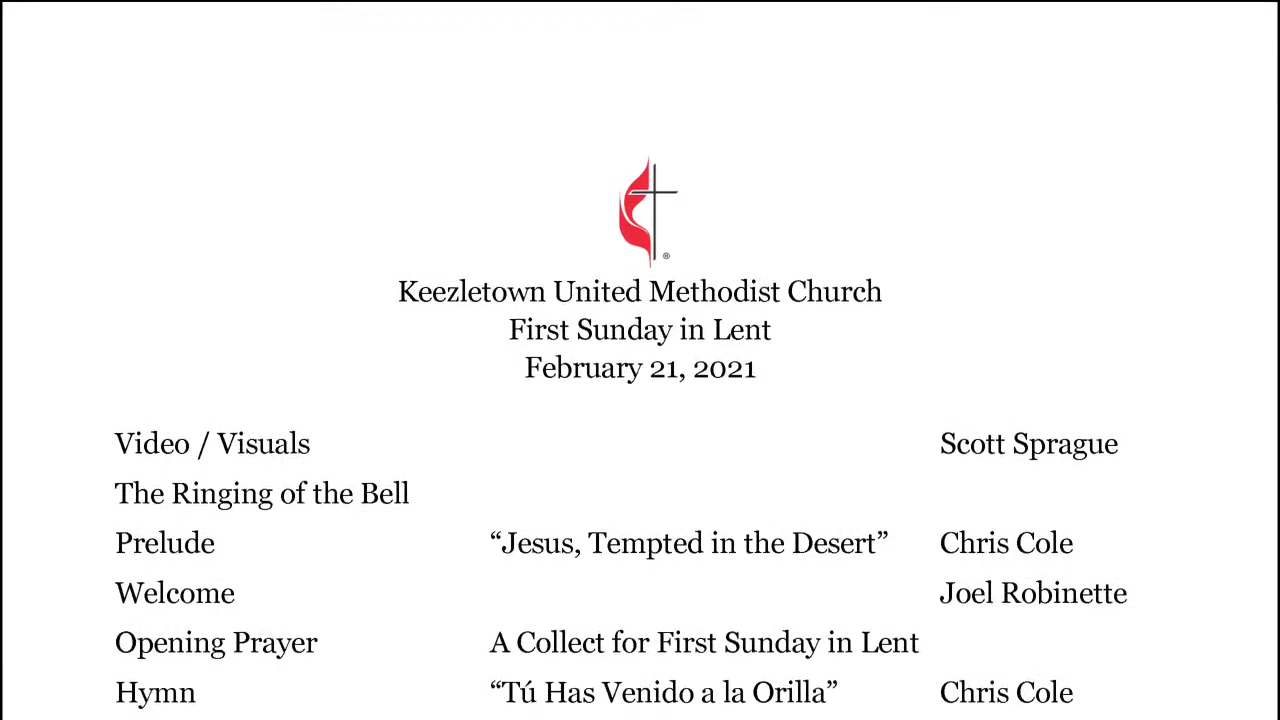 ®
Keezletown United Methodist Church
First Sunday in Lent
February 21, 2021
Video / Visuals Scott Sprague
The Ringing of the Bell
Prelude “Jesus, Tempted in the Desert” Chris Cole
Welcome Joel Robinette
Opening Prayer A Collect for First Sunday in Lent
Hymn “Tú Has Venido a la Orilla” Chris Cole